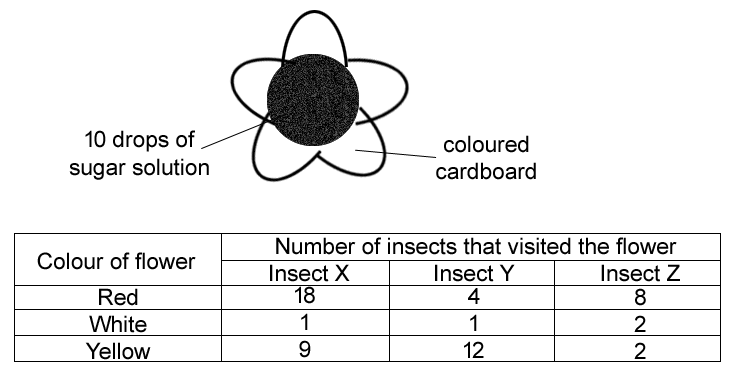 10 drops of
sugar solution
coloured
cardboard
Colour of flower
Number of insects that visited the flower
Insect X Insect Y Insect Z
Red 18 4 8
White 1 1 2
Yellow 9 12 2